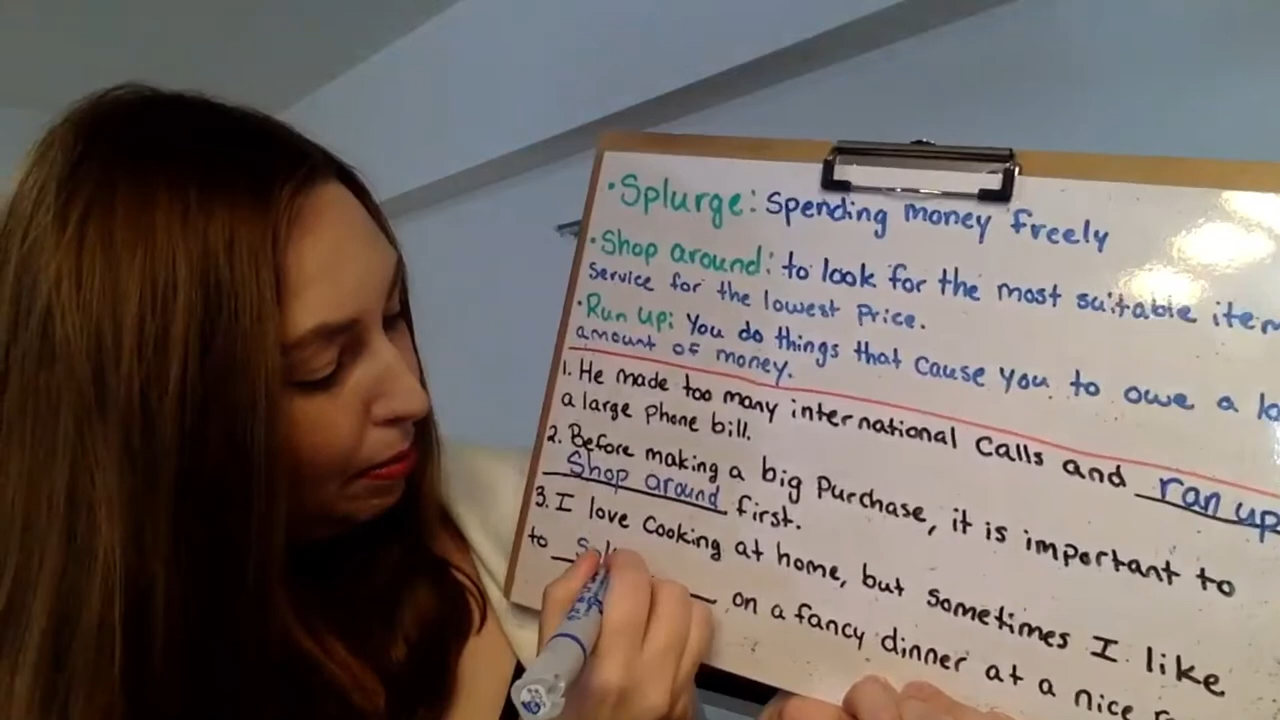 • Splurge: Spending money freely
• Shop around: to look for the most suitable
Service for the lowest Price.
• Run up: You do things that cause you to owe a
amount of money.
1. He made too many international calls and ran up
a large phone bill.
2. Before making a big purchase, it is important to
Shop around first.
3. I love cooking at home, but sometimes I like
to on a fancy dinner at a nice